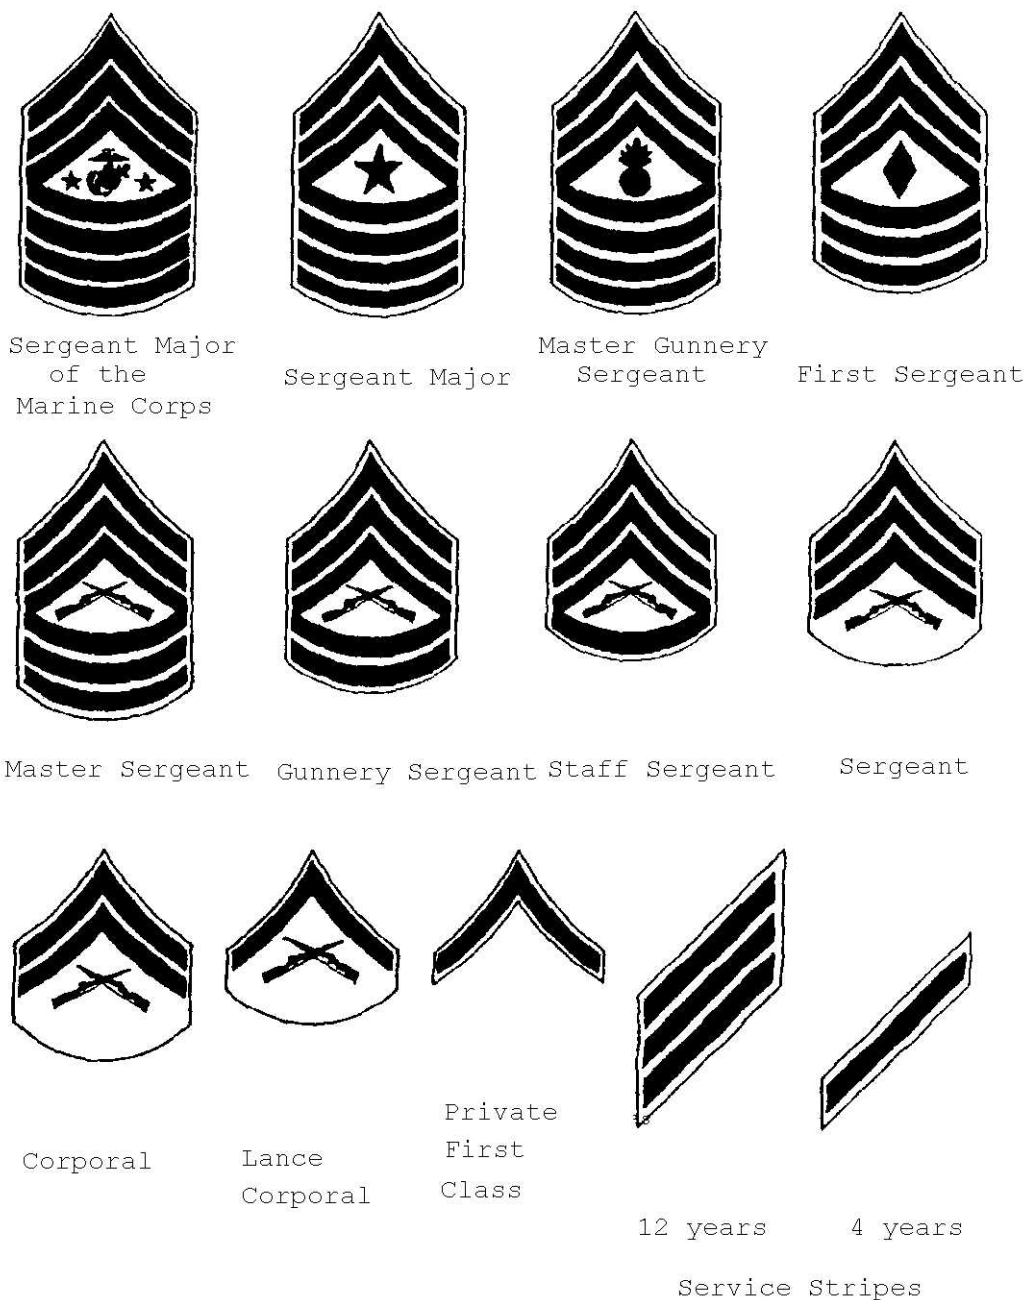 Sergeant Major
of the
Marine Corps
Sergeant Major
Master Gunnery
Sergeant
First Sergeant
Master Sergeant
Gunnery Sergeant
Staff Sergeant
Sergeant
Corporal
Lance
Corporal
Private
First
Class
12 years
4 years
Service Stripes